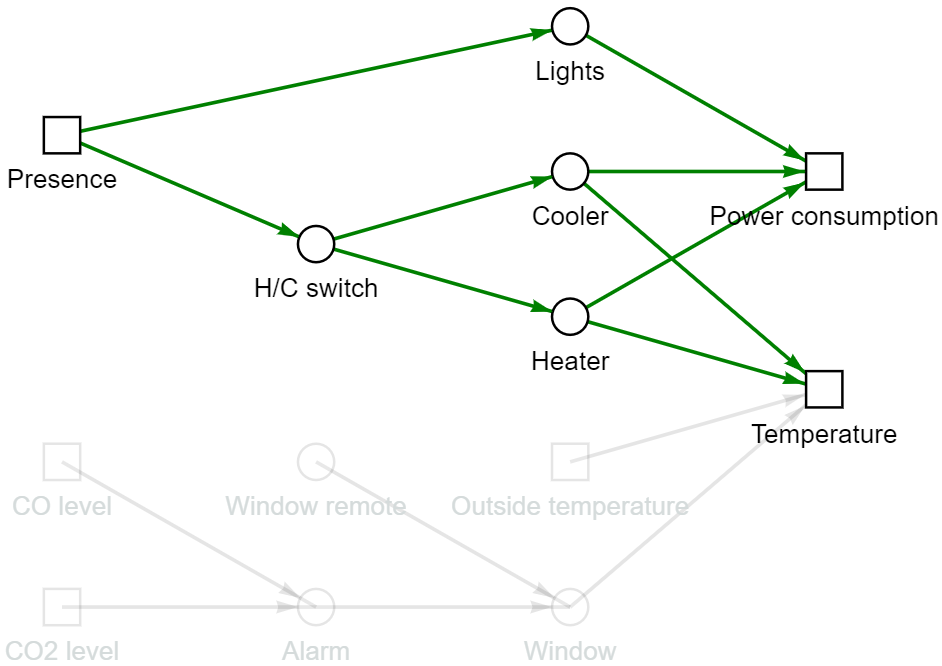 Lights
Presence
Cooler
Power consumption
H/C switch
Heater
Temperature
CO level
Window remote
Outside temperature
CO2 level
Alarm
Window